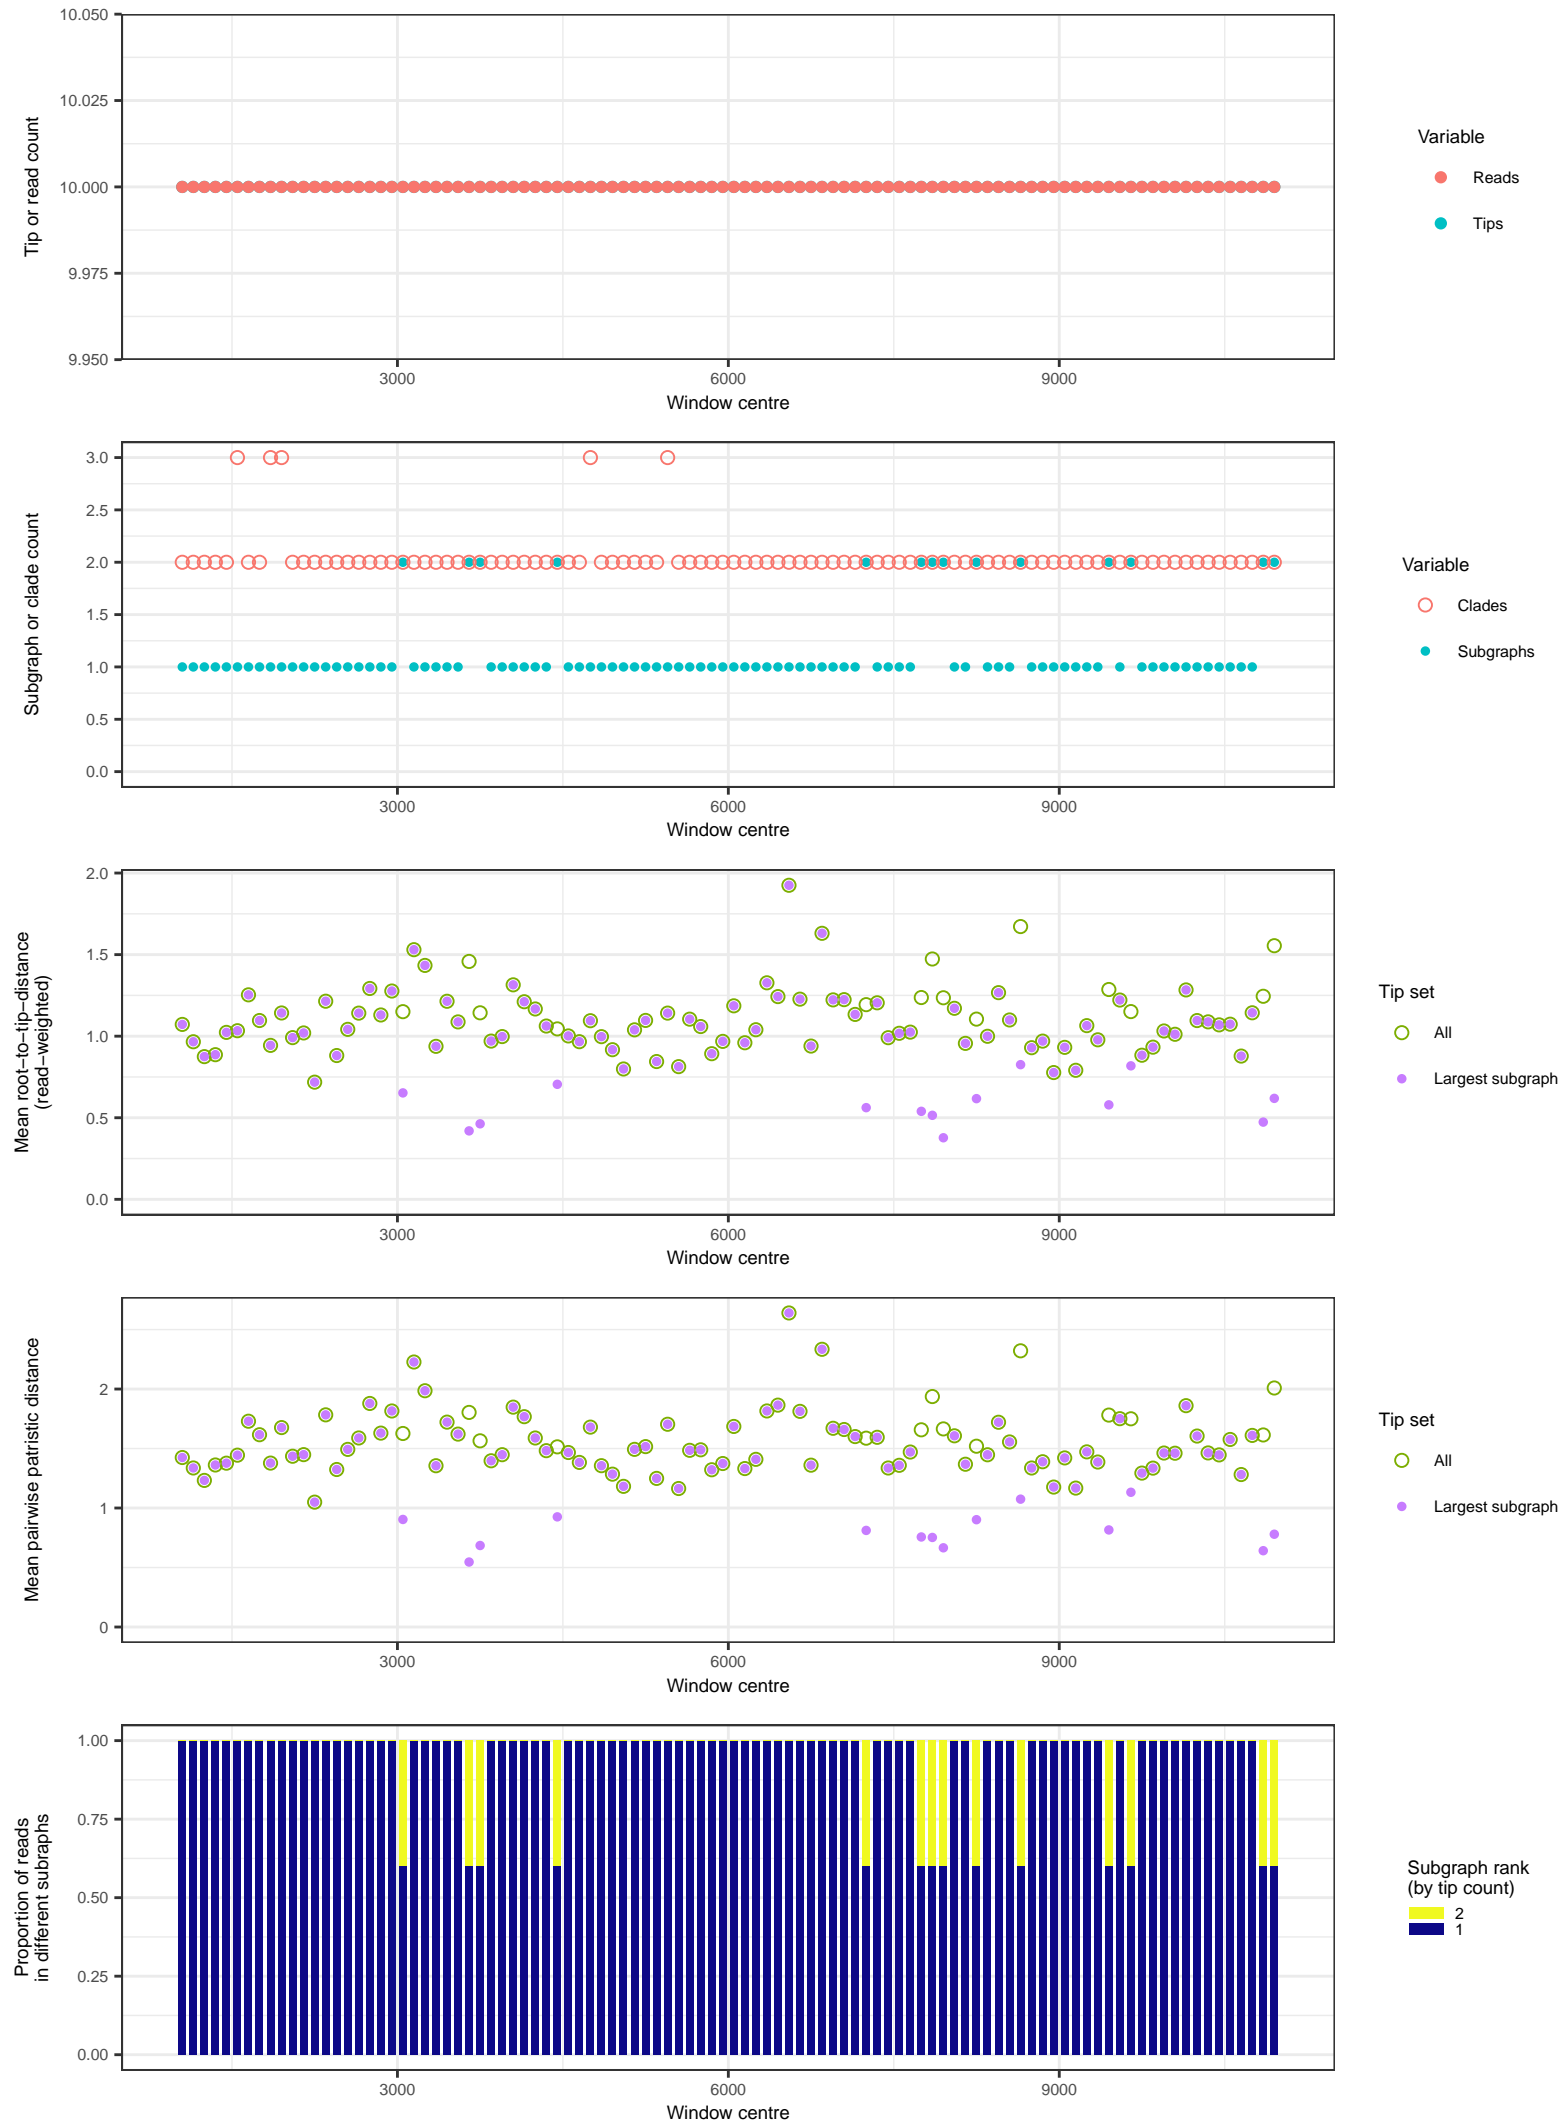 10.050
10.025
10.000
9.975
9.950
Tip or read count
3000
6000
9000
Window centre
Variable
Reads
Tips
3.0
2.5
2.0
1.5
1.0
0.5
0.0
Subgraph or clade count
3000
6000
9000
Window centre
Variable
Clades
Subgraphs
2.0
1.5
1.0
0.5
0.0
Mean root−to−tip−distance
(read−weighted)
3000
6000
9000
Window centre
Tip set
All
Largest subgraph
2
1
0
Mean pairwise patristic distance
3000
6000
9000
Window centre
Tip set
All
Largest subgraph
1.00
0.75
0.50
0.25
0.00
Proportion of reads
in different subraphs
3000
6000
9000
Window centre
Subgraph rank
(by tip count)
2
1